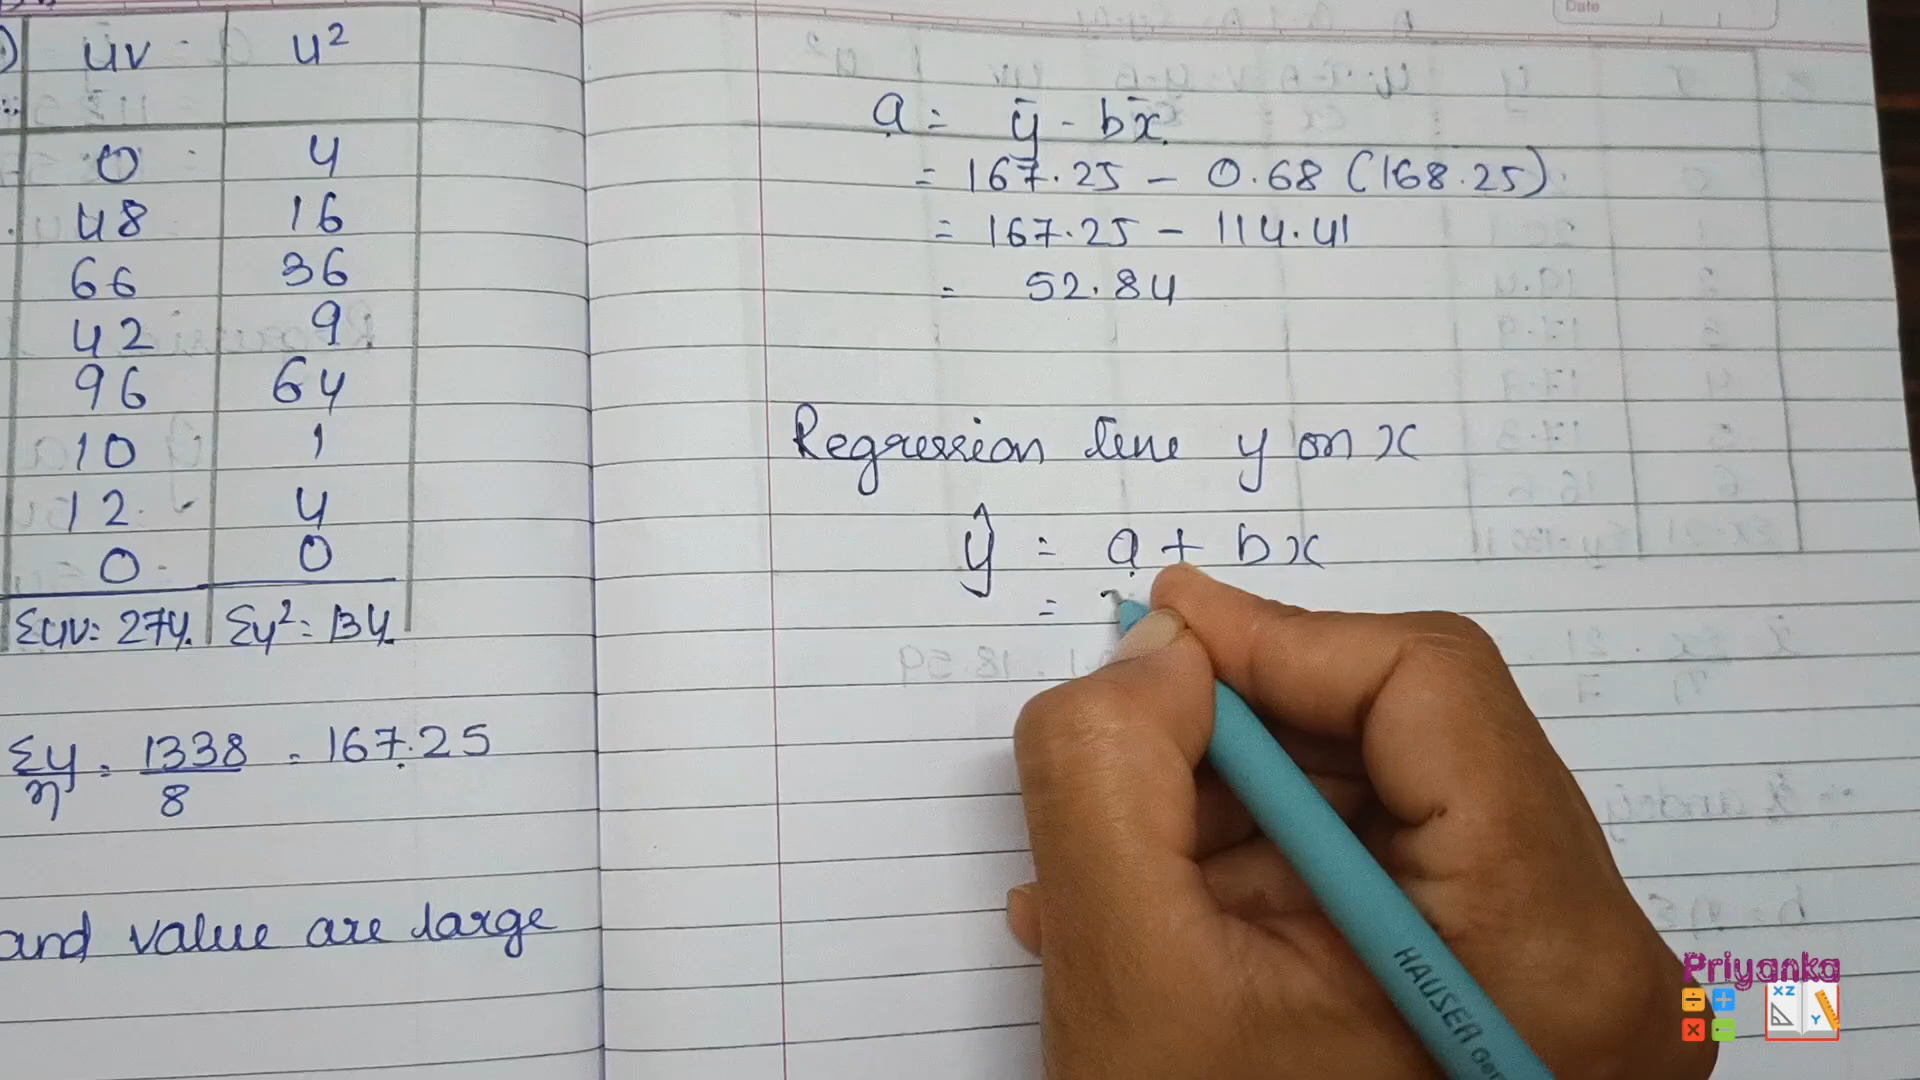 uv u²
0 4
48 16
66 36
42 9
96 64
10 1
12 4
0 0
Σuv= 274. Σu²= 134.
Σy/n = 1338/8 = 167.25
and value are large
Date
a = ȳ - bx̄
= 167.25 - 0.68 (168.25)
= 167.25 - 114.41
= 52.84
Regression line y on x
ŷ = a + bx
=
HAUSER
Priyanka
XZ
Y